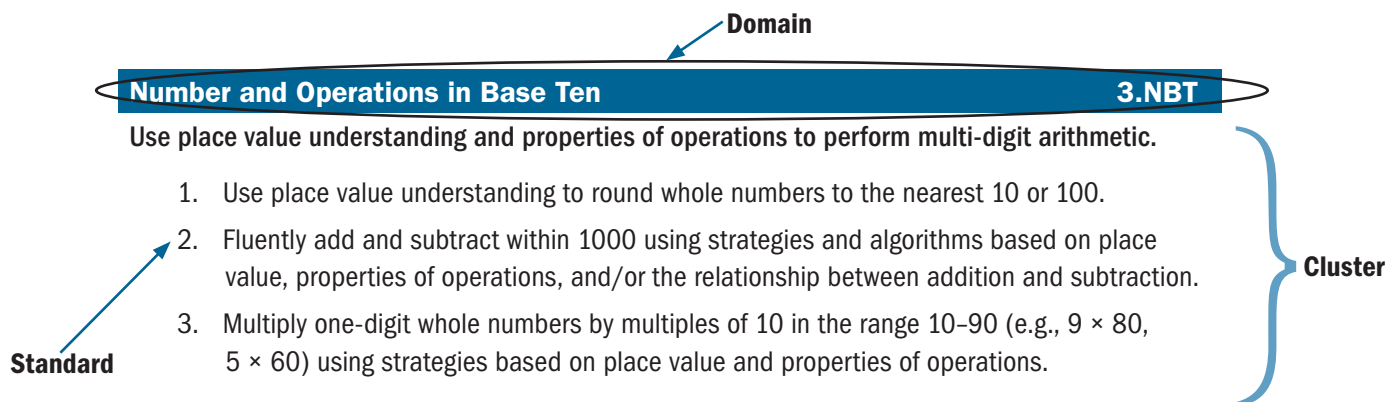 Domain
Number and Operations in Base Ten 3.NBT
Use place value understanding and properties of operations to perform multi-digit arithmetic.
1. Use place value understanding to round whole numbers to the nearest 10 or 100.
2. Fluently add and subtract within 1000 using strategies and algorithms based on place
value, properties of operations, and/or the relationship between addition and subtraction.
Cluster
3. Multiply one-digit whole numbers by multiples of 10 in the range 10–90 (e.g., 9 × 80,
5 × 60) using strategies based on place value and properties of operations.
Standard